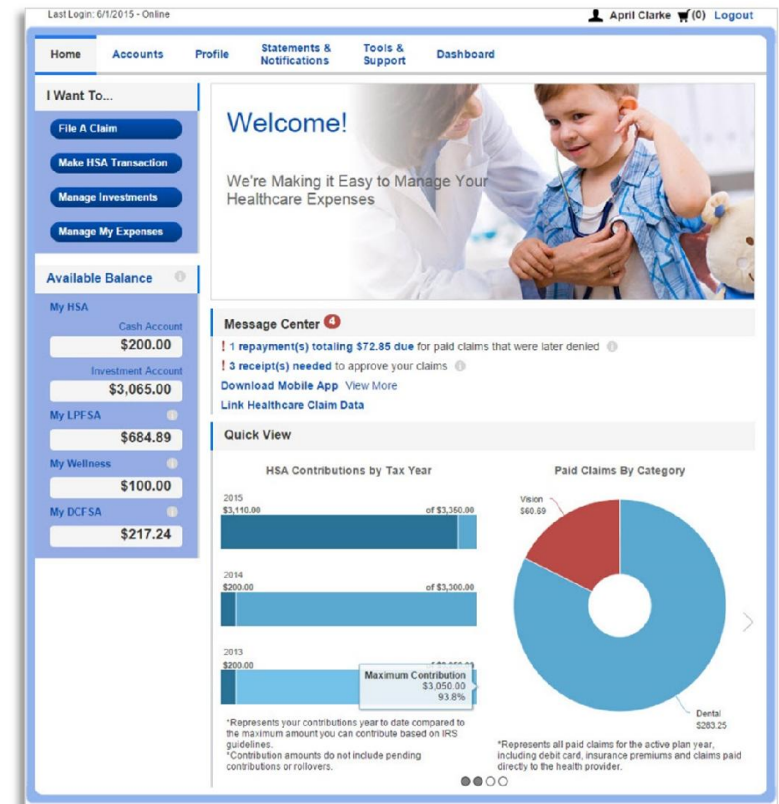 Last Login: 6/1/2015 - Online
April Clarke (0) Logout
Home Accounts Profile Statements & Notifications Tools & Support Dashboard
I Want To...
File A Claim
Make HSA Transaction
Manage Investments
Manage My Expenses
Available Balance
My HSA
Cash Account
$200.00
Investment Account
$3,065.00
My LPFSA
$684.89
My Wellness
$100.00
My DCFSA
$217.24
Welcome!
We're Making it Easy to Manage Your
Healthcare Expenses
Message Center 4
! 1 repayment(s) totaling $72.85 due for paid claims that were later denied
! 3 receipt(s) needed to approve your claims
Download Mobile App View More
Link Healthcare Claim Data
Quick View
HSA Contributions by Tax Year
2015
$3,110.00 of $3,350.00
2014
$200.00 of $3,300.00
2013
$200.00
Maximum Contribution
$3,050.00
93.8%
*Represents your contributions year to date compared to
the maximum amount you can contribute based on IRS
guidelines.
*Contribution amounts do not include pending
contributions or rollovers.
Paid Claims By Category
Vision
$60.69
Dental
$283.25
*Represents all paid claims for the active plan year,
including debit card, insurance premiums and claims paid
directly to the health provider.